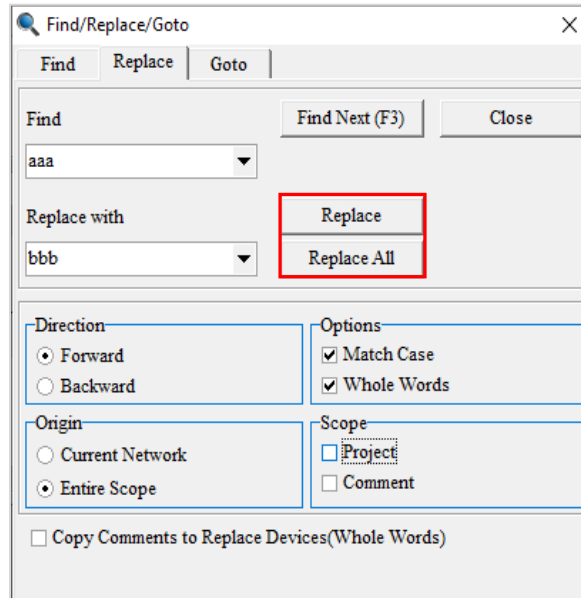 Find/Replace/Goto
Find Replace Goto
Find Find Next (F3) Close
aaa
Replace with Replace
bbb Replace All
Direction Options
Forward Match Case
Backward Whole Words
Origin Scope
Current Network Project
Entire Scope Comment
Copy Comments to Replace Devices(Whole Words)